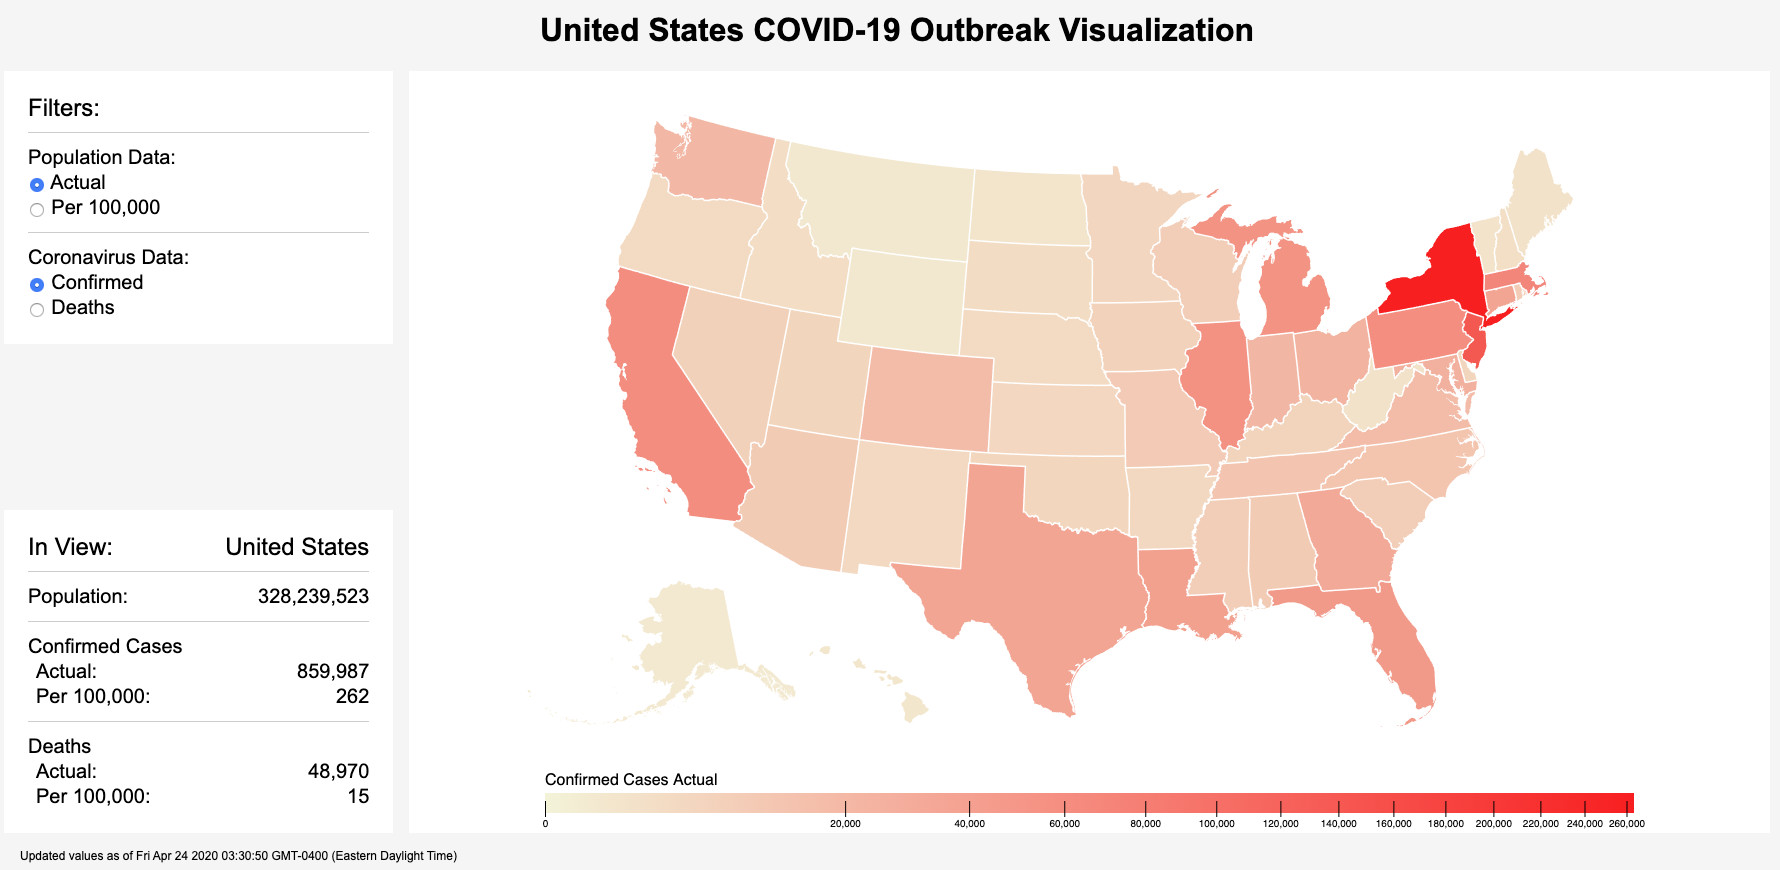 United States COVID-19 Outbreak Visualization
Filters:
Population Data:
Actual
Per 100,000
Coronavirus Data:
Confirmed
Deaths
In View: United States
Population: 328,239,523
Confirmed Cases
Actual: 859,987
Per 100,000: 262
Deaths
Actual: 48,970
Per 100,000: 15
Confirmed Cases Actual
0 20,000 40,000 60,000 80,000 100,000 120,000 140,000 160,000 180,000 200,000 220,000 240,000 260,000
Updated values as of Fri Apr 24 2020 03:30:50 GMT-0400 (Eastern Daylight Time)